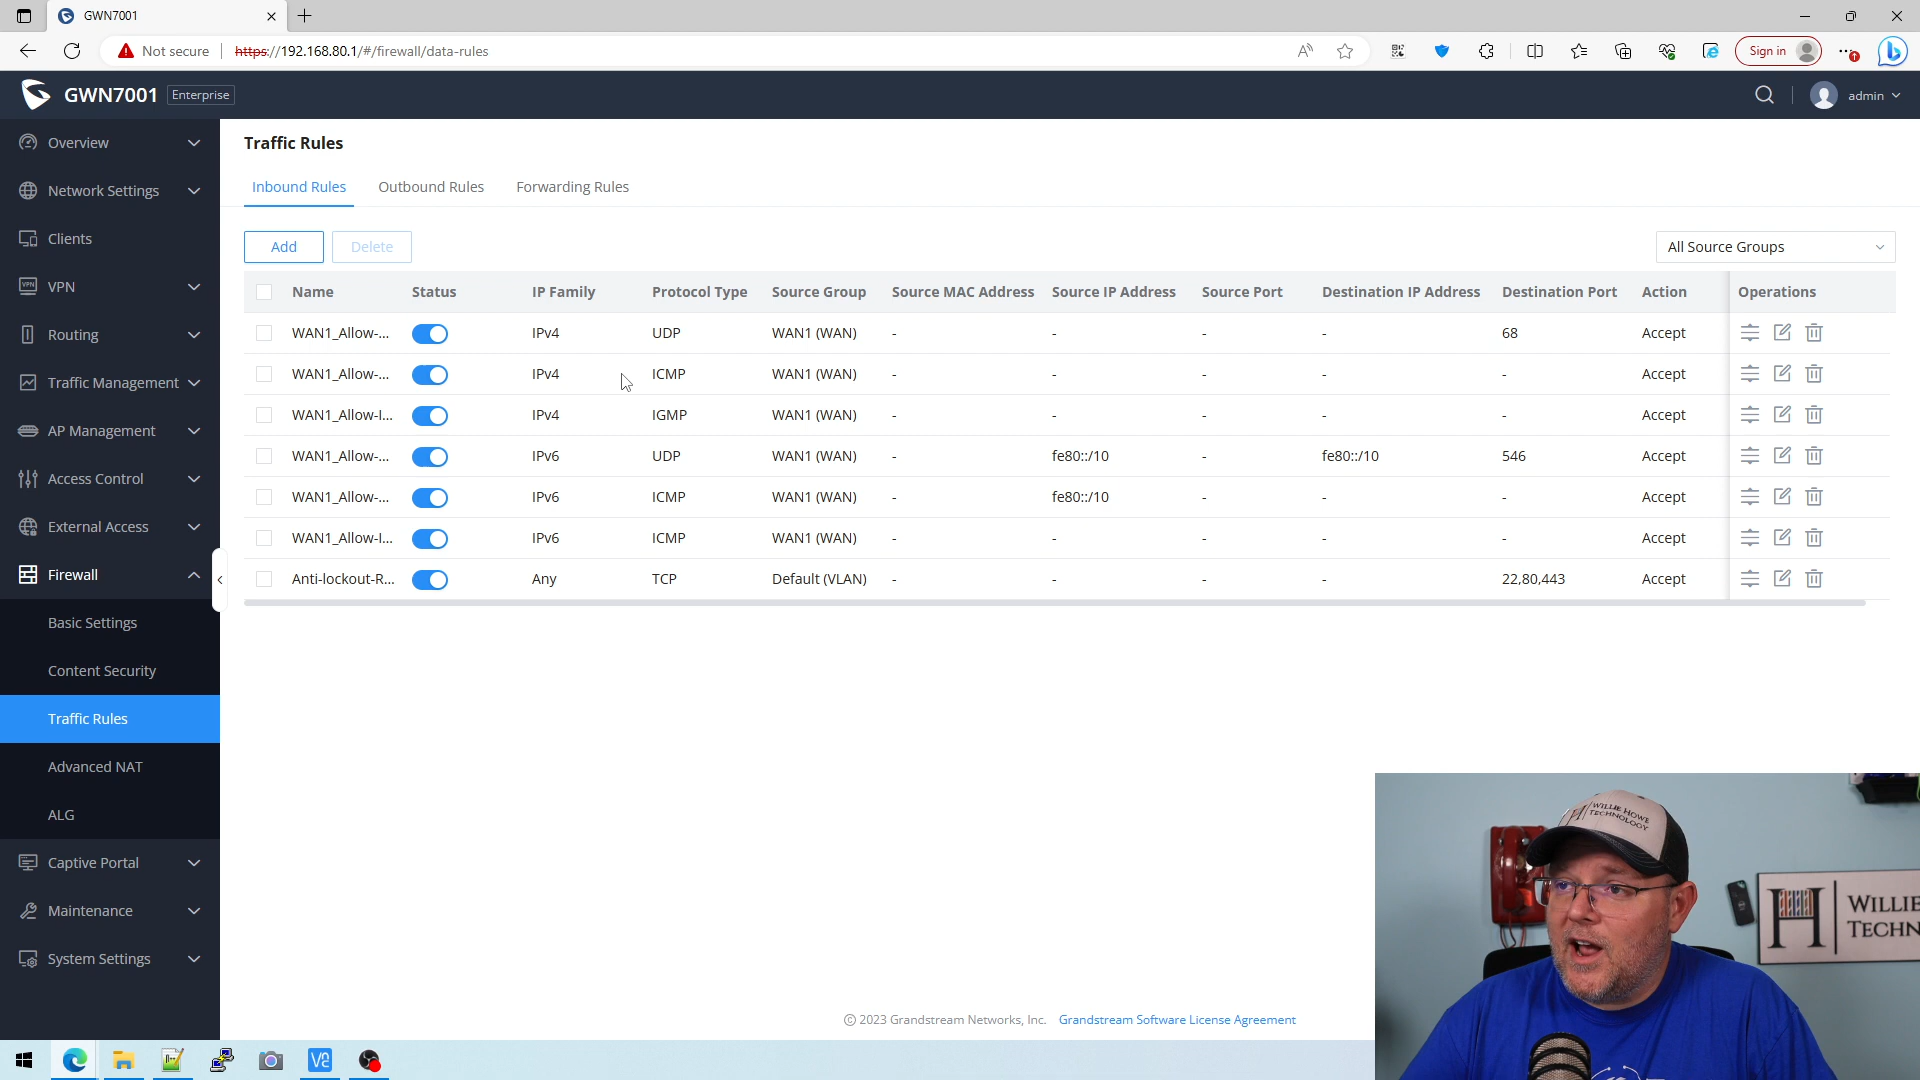 GWN7001
Not secure https://192.168.80.1/#/firewall/data-rules Sign in
GWN7001 Enterprise admin
Overview
Network Settings
Clients
VPN
Routing
Traffic Management
AP Management
Access Control
External Access
Firewall
Basic Settings
Content Security
Traffic Rules
Advanced NAT
ALG
Captive Portal
Maintenance
System Settings
Traffic Rules
Inbound Rules Outbound Rules Forwarding Rules
Add Delete All Source Groups
Name Status IP Family Protocol Type Source Group Source MAC Address Source IP Address Source Port Destination IP Address Destination Port Action Operations
WAN1_Allow-... IPv4 UDP WAN1 (WAN) - - - - 68 Accept
WAN1_Allow-... IPv4 ICMP WAN1 (WAN) - - - - - Accept
WAN1_Allow-I... IPv4 IGMP WAN1 (WAN) - - - - - Accept
WAN1_Allow-... IPv6 UDP WAN1 (WAN) - fe80::/10 - fe80::/10 546 Accept
WAN1_Allow-... IPv6 ICMP WAN1 (WAN) - fe80::/10 - - - Accept
WAN1_Allow-I... IPv6 ICMP WAN1 (WAN) - - - - - Accept
Anti-lockout-R... Any TCP Default (VLAN) - - - - 22,80,443 Accept
© 2023 Grandstream Networks, Inc. Grandstream Software License Agreement
WILLIE HOWE
TECHNOLOGY
H WILLIE
TECHN